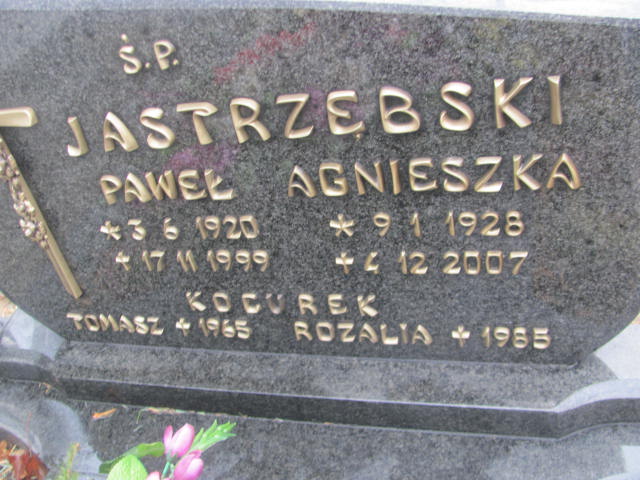 Ś.P.
JASTRZĘBSKI
PAWEŁ AGNIESZKA
* 3 6 1920 * 9 1 1928
+ 17 11 1999 + 4 12 2007
KOCUREK
TOMASZ + 1965 ROZALIA + 1985